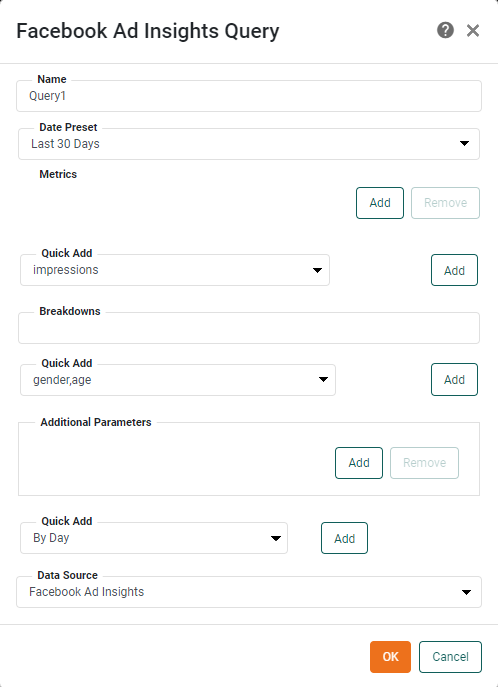 Facebook Ad Insights Query
Name
Query1
Date Preset
Last 30 Days
Metrics
Add Remove
Quick Add
impressions Add
Breakdowns
Quick Add
gender,age Add
Additional Parameters
Add Remove
Quick Add
By Day Add
Data Source
Facebook Ad Insights
OK Cancel